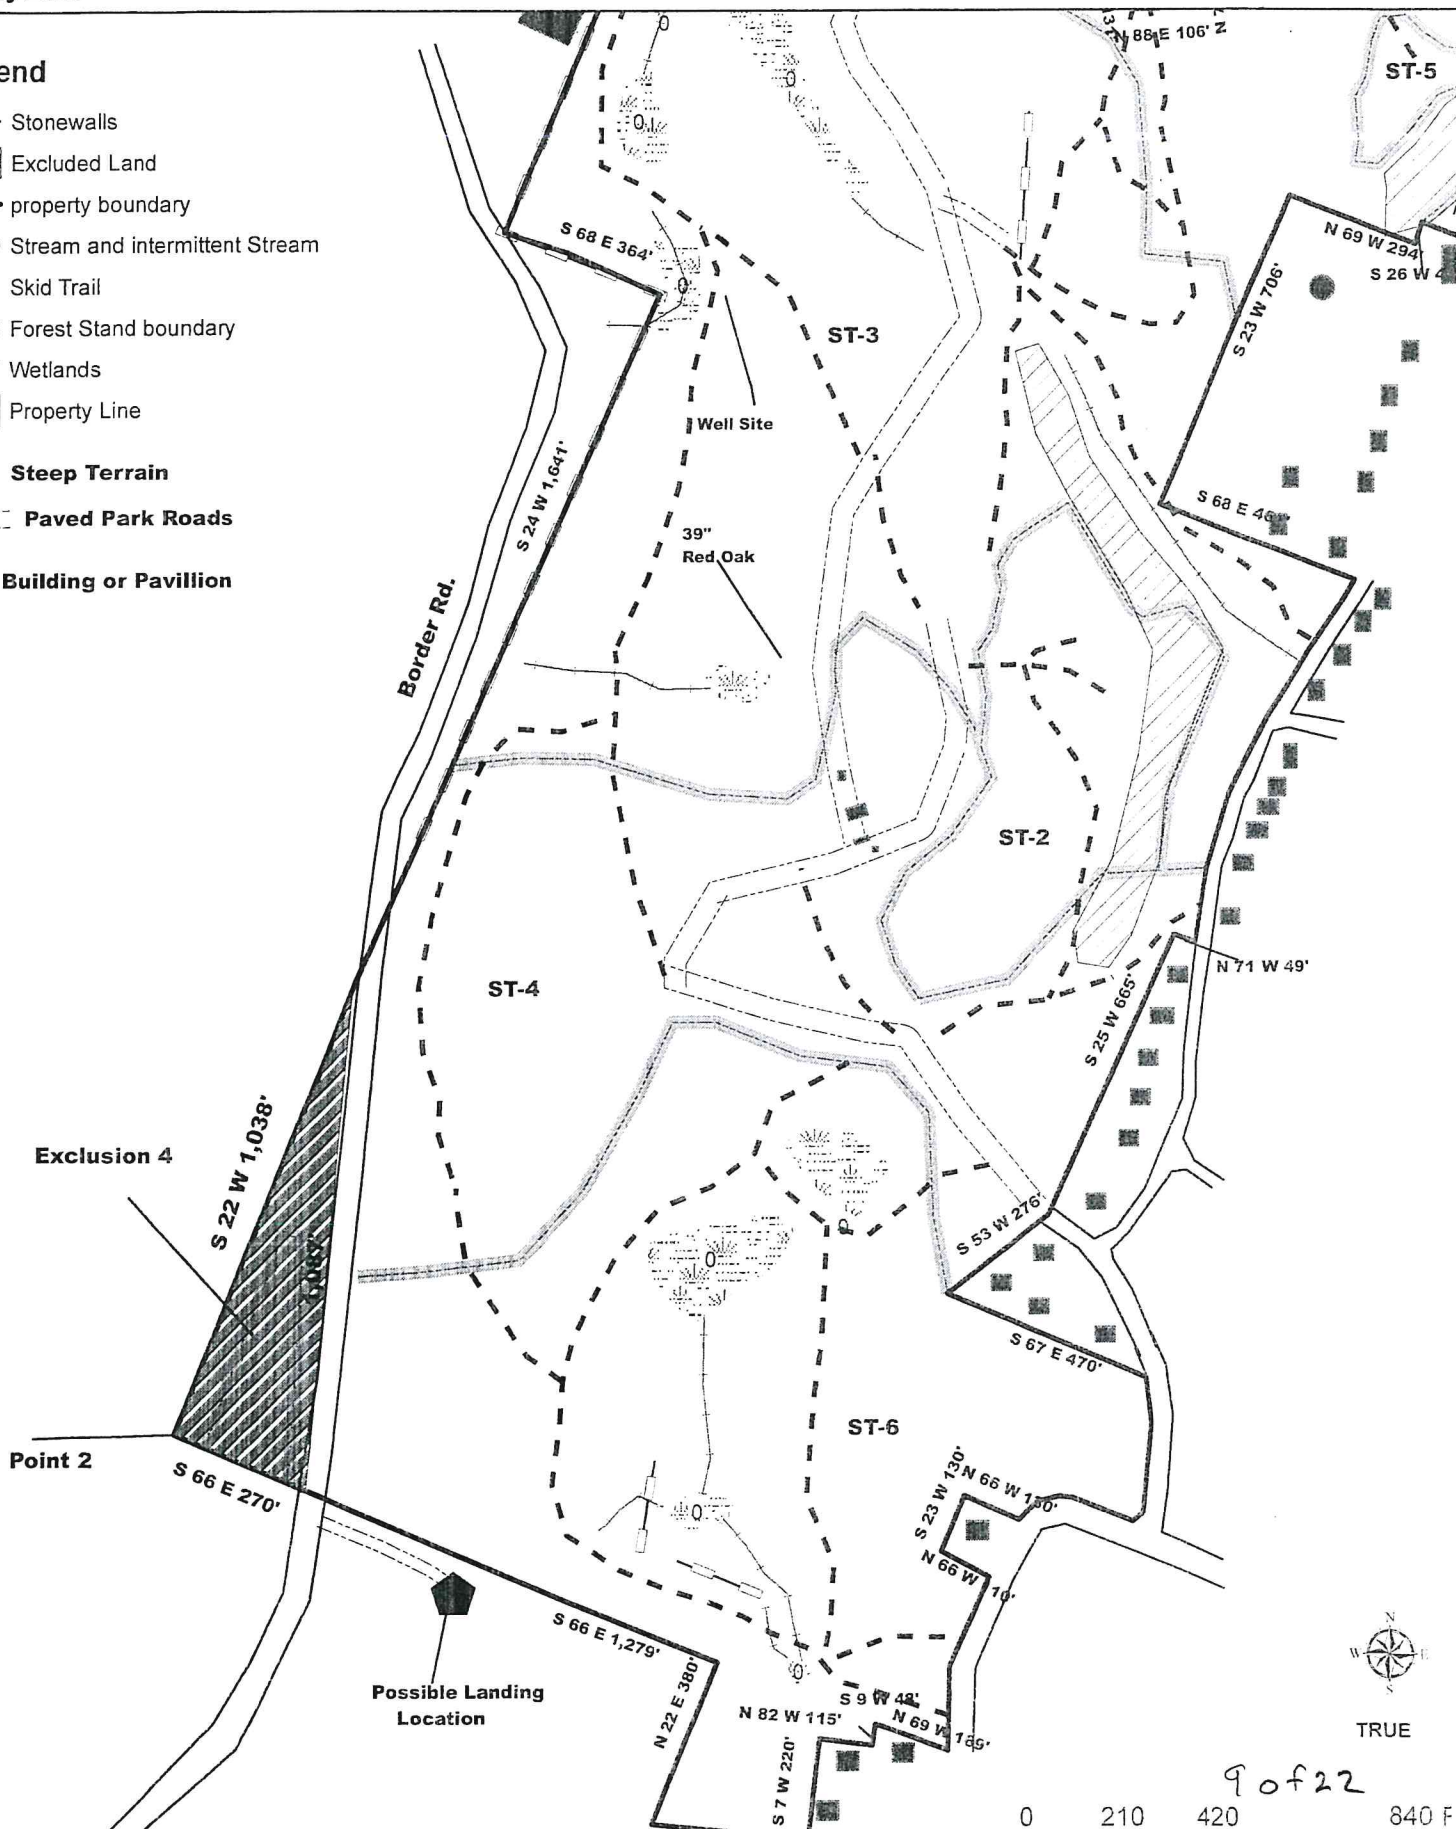 end
Stonewalls
Excluded Land
property boundary
Stream and intermittent Stream
Skid Trail
Forest Stand boundary
Wetlands
Property Line
Steep Terrain
Paved Park Roads
Building or Pavillion
N 88 E 106'
ST-5
S 68 E 364'
N 69 W 294'
S 26 W
S 23 W 706'
ST-3
Well Site
S 24 W 1,641'
S 68 E
39"
Red Oak
Border Rd.
ST-2
ST-4
N 71 W 49'
S 25 W 665'
S 22 W 1,038'
Exclusion 4
S 53 W 276'
S 67 E 470'
ST-6
Point 2
S 66 E 270'
S 23 W 130'
N 66 W
N 66 W
S 66 E 1,279'
Possible Landing
Location
N 22 E 380'
N 82 W 115'
S 9 W 48'
N 69 W
S 7 W 220'
N
W E
S
TRUE
9 of 22
0 210 420 840 F